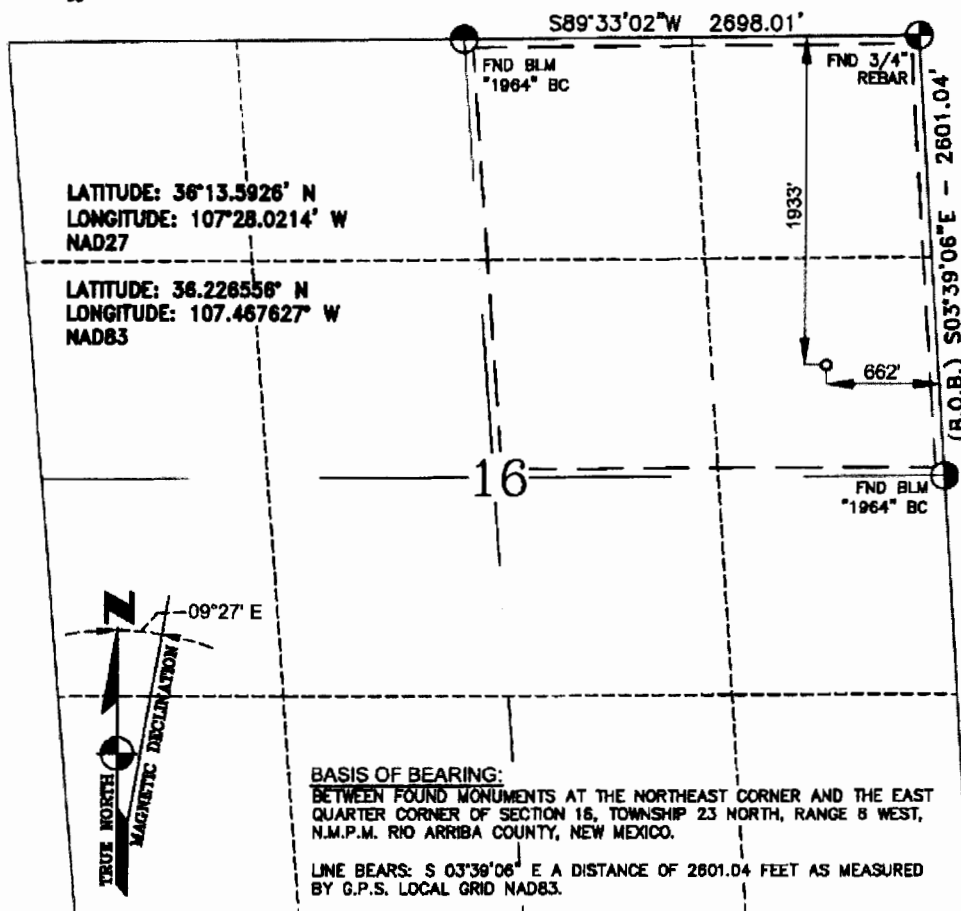 S89°33'02"W 2698.01'
FND BLM
"1964" BC
FND 3/4"
REBAR
(B.O.B.) S03°39'06"E - 2601.04'
LATITUDE: 36°13.5926' N
LONGITUDE: 107°28.0214' W
NAD27
1933'
LATITUDE: 36.226556° N
LONGITUDE: 107.467627° W
NAD83
662'
16
FND BLM
"1964" BC
09°27' E
N
TRUE NORTH
MAGNETIC DECLINATION
BASIS OF BEARING:
BETWEEN FOUND MONUMENTS AT THE NORTHEAST CORNER AND THE EAST
QUARTER CORNER OF SECTION 16, TOWNSHIP 23 NORTH, RANGE 6 WEST,
N.M.P.M. RIO ARRIBA COUNTY, NEW MEXICO.
LINE BEARS: S 03°39'06" E A DISTANCE OF 2601.04 FEET AS MEASURED
BY G.P.S. LOCAL GRID NAD83.